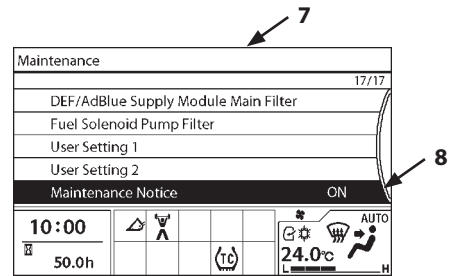 7
Maintenance
17/17
DEF/AdBlue Supply Module Main Filter
Fuel Solenoid Pump Filter
User Setting 1
User Setting 2
8
Maintenance Notice ON
10:00
AUTO
50.0h
TC
24.0°C
L H